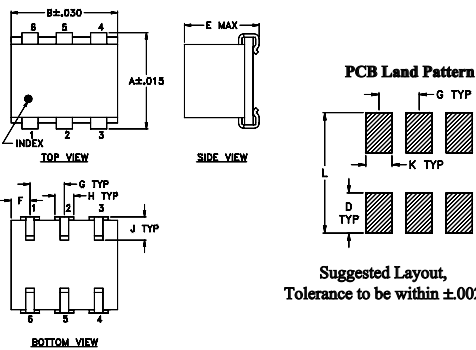 B±.030
6 5 4
A±.015
INDEX
1 2 3
TOP VIEW
E MAX
SIDE VIEW
PCB Land Pattern
G TYP
K TYP
L
D
TYP
Suggested Layout,
Tolerance to be within ±.002
G TYP
H TYP
F
1 2 3
J TYP
6 5 4
BOTTOM VIEW